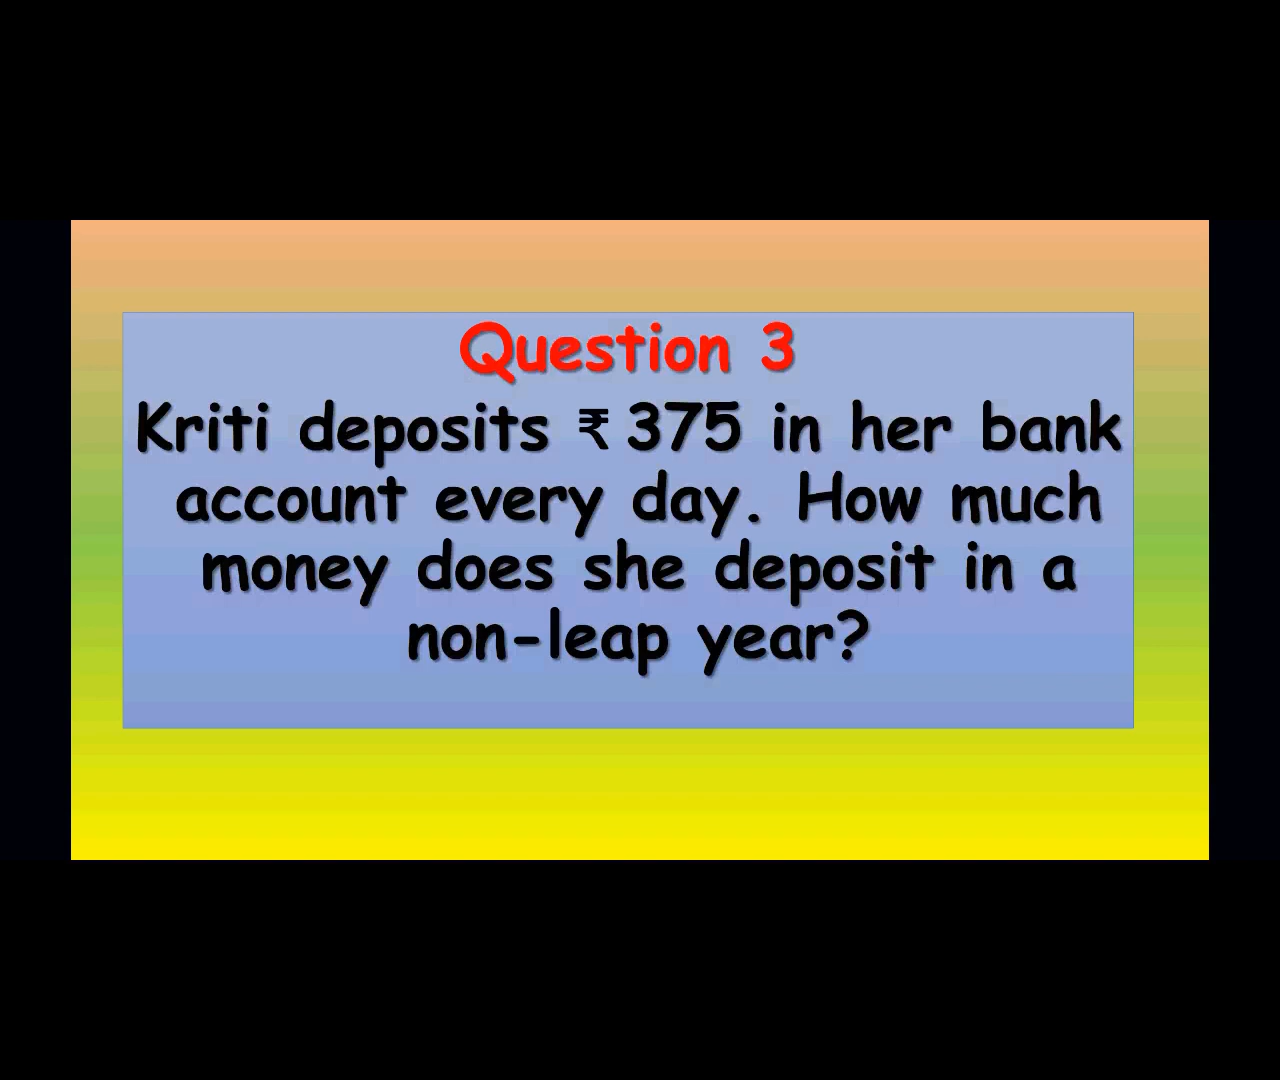 Question 3
Kriti deposits ₹ 375 in her bank
account every day. How much
money does she deposit in a
non-leap year?